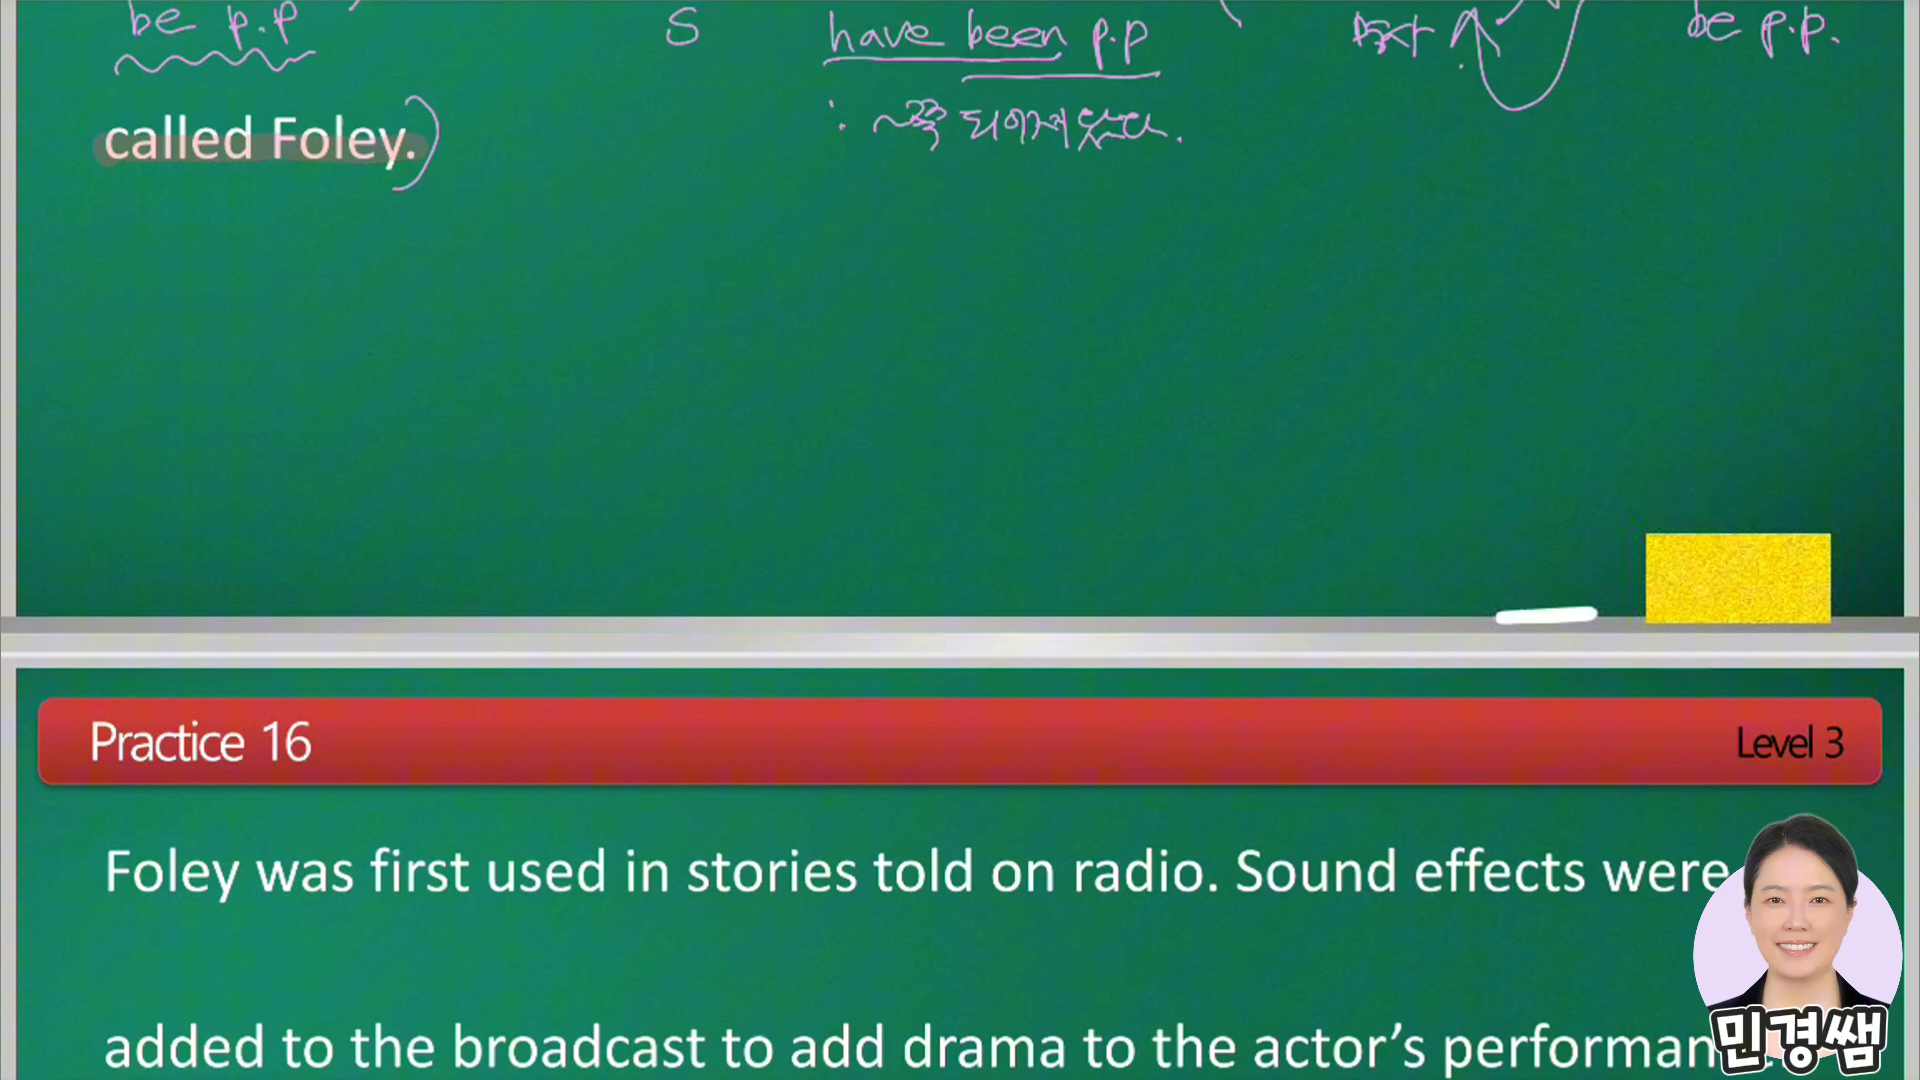 be p.p S have been p.p be p.p.
called Foley. : ~쭉 되어져 왔다.
Practice 16 Level 3
Foley was first used in stories told on radio. Sound effects were
added to the broadcast to add drama to the actor’s performan
민경쌤